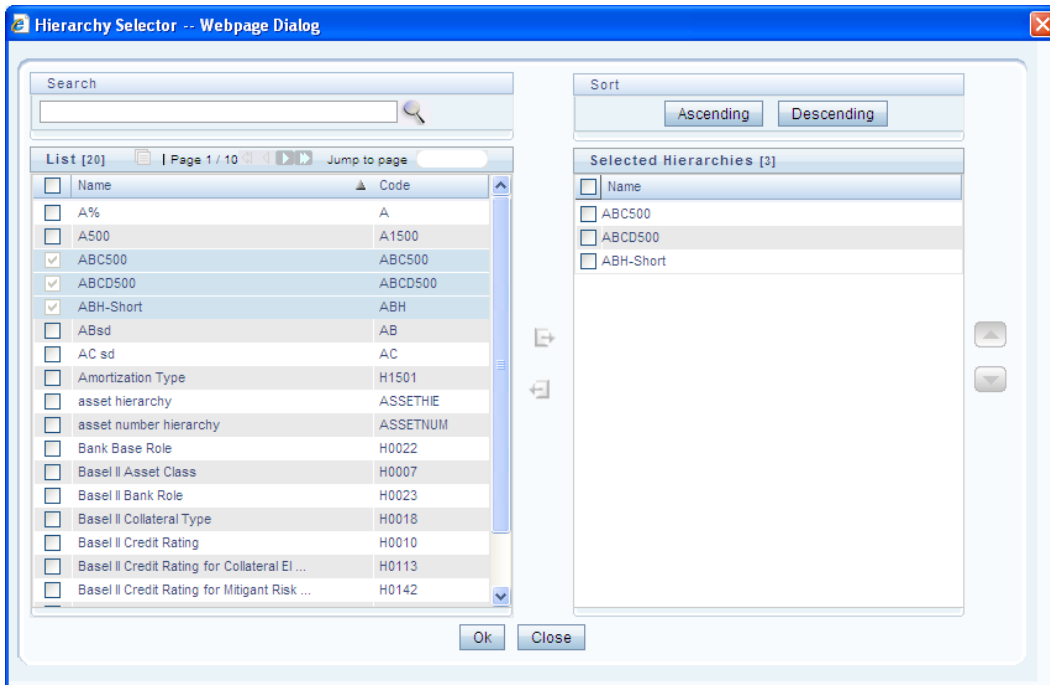 Hierarchy Selector -- Webpage Dialog
Search
Sort
Ascending Descending
List [20] | Page 1 / 10 Jump to page
Selected Hierarchies [3]
Name Code
Name
A% A
A500 A1500
ABC500 ABC500
ABCD500 ABCD500
ABH-Short ABH
ABsd AB
AC sd AC
Amortization Type H1501
asset hierarchy ASSETHIE
asset number hierarchy ASSETNUM
Bank Base Role H0022
Basel II Asset Class H0007
Basel II Bank Role H0023
Basel II Collateral Type H0018
Basel II Credit Rating H0010
Basel II Credit Rating for Collateral El ... H0113
Basel II Credit Rating for Mitigant Risk ... H0142
ABC500
ABCD500
ABH-Short
Ok Close